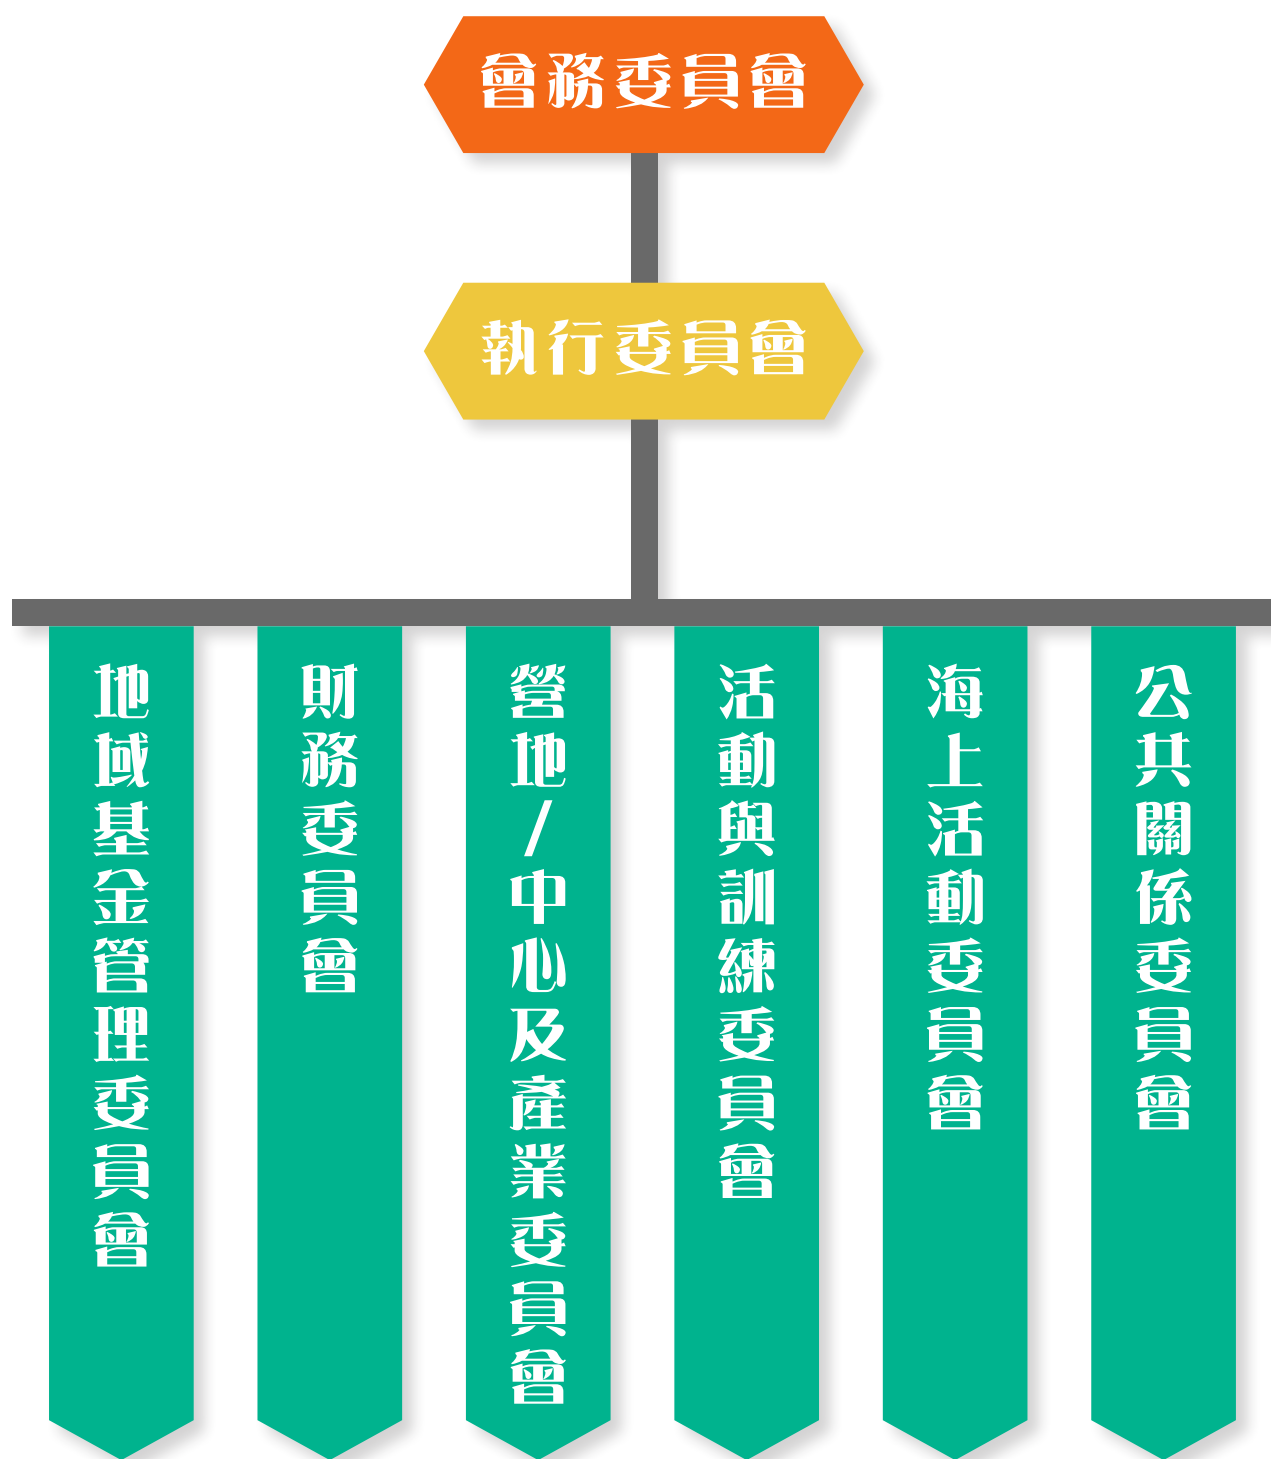 會務委員會
執行委員會
地域基金管理委員會
財務委員會
營地/中心及產業委員會
活動與訓練委員會
海上活動委員會
公共關係委員會